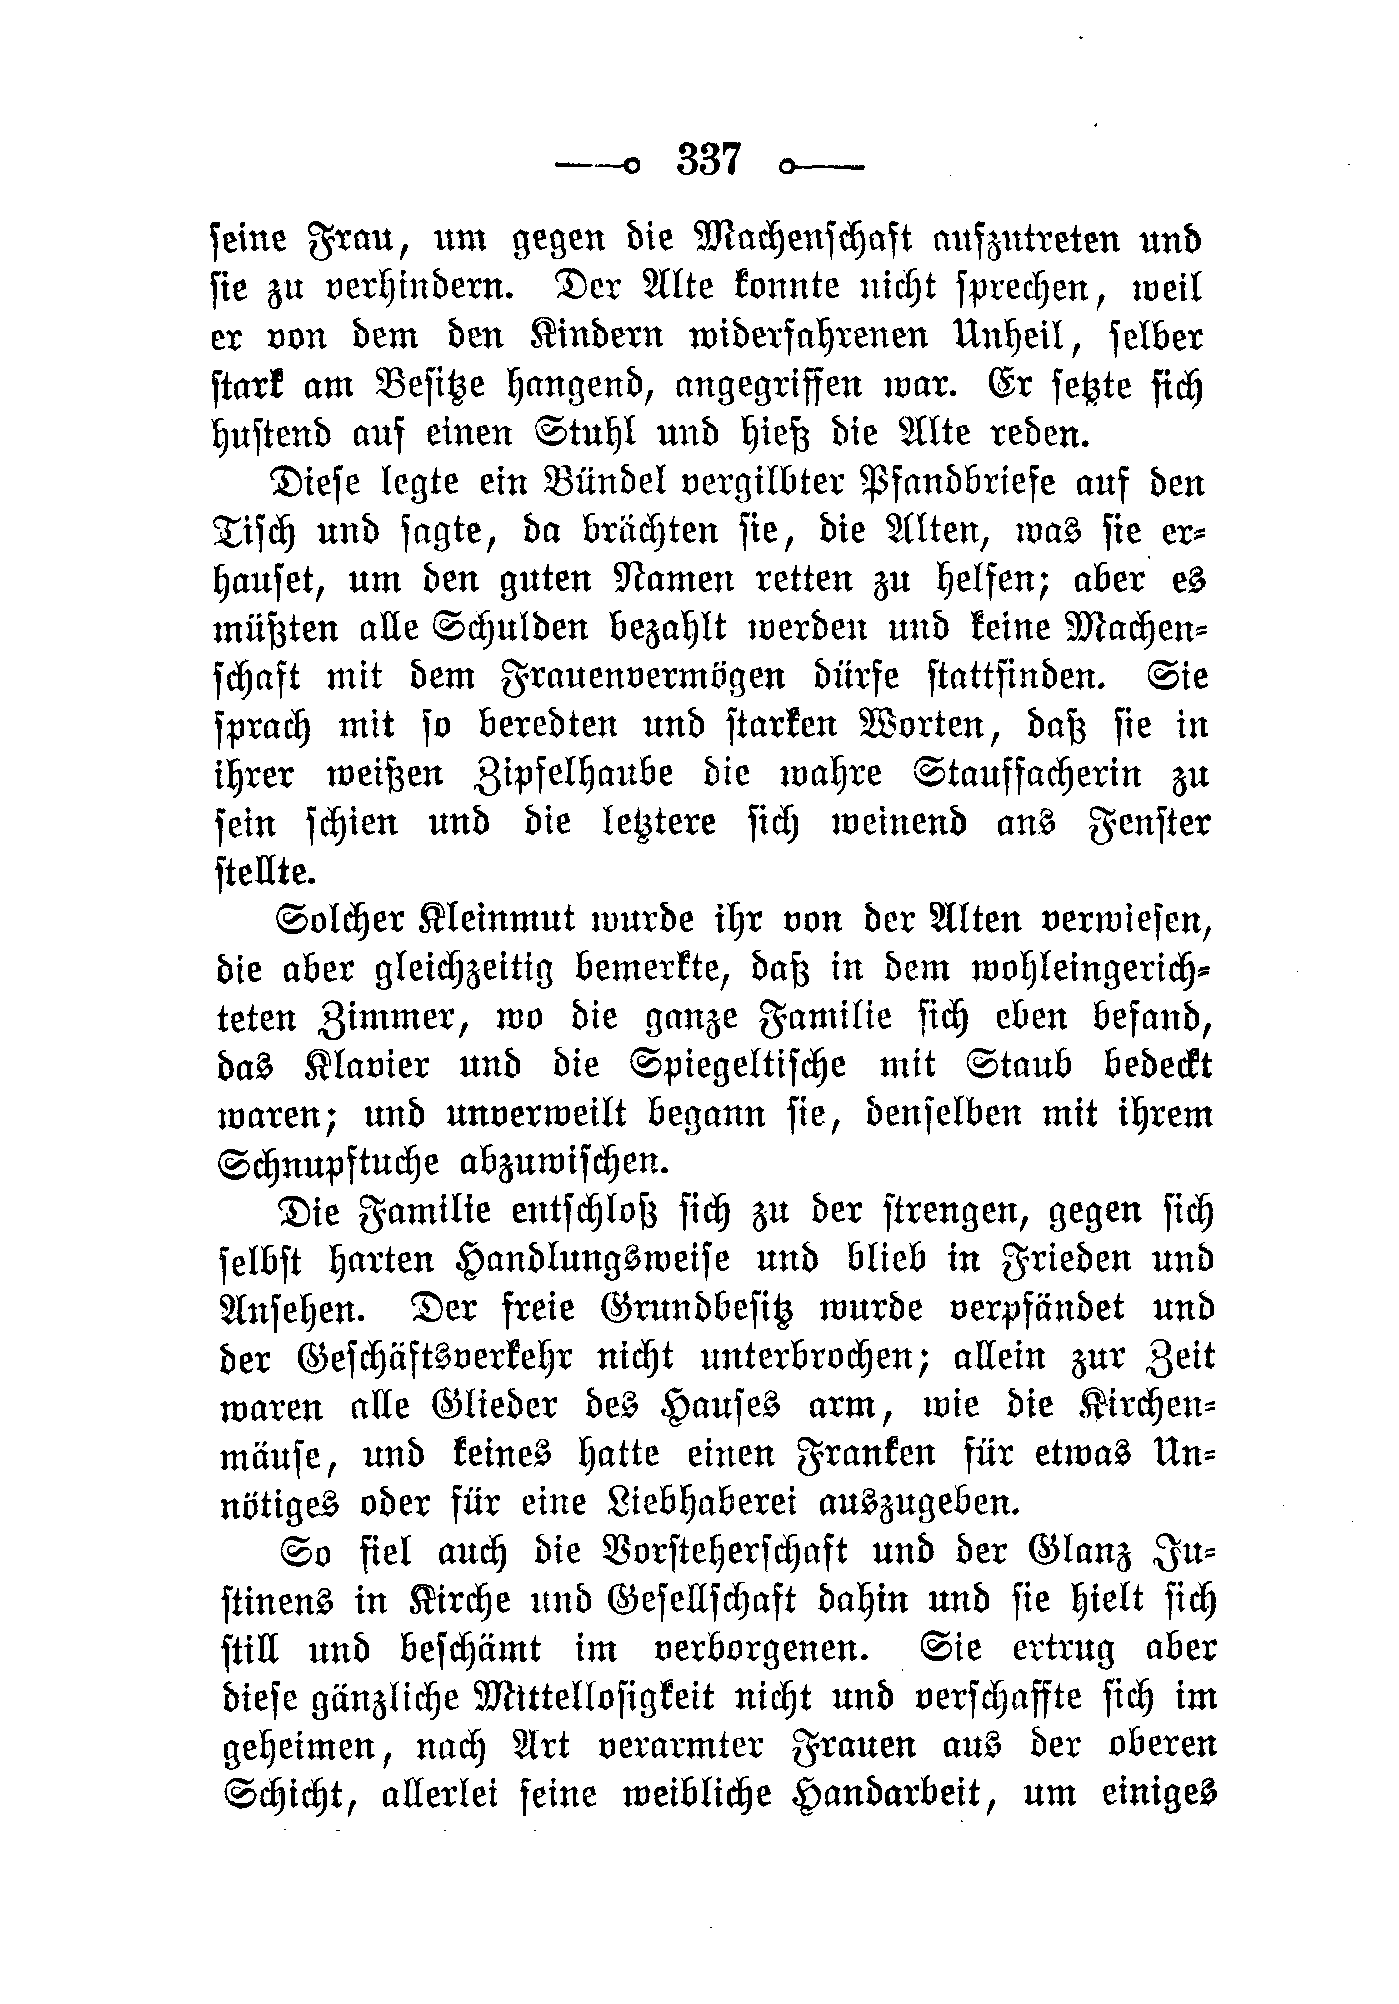 337
seine Frau, um gegen die Machenschaft aufzutreten und
sie zu verhindern. Der Alte konnte nicht sprechen, weil
er von dem den Kindern widerfahrenen Unheil, selber
stark am Besitze hangend, angegriffen war. Er setzte sich
hustend auf einen Stuhl und hieß die Alte reden.
Diese legte ein Bündel vergilbter Pfandbriefe auf den
Tisch und sagte, da brächten sie, die Alten, was sie er-
hauset, um den guten Namen retten zu helfen; aber es
müßten alle Schulden bezahlt werden und keine Machen-
schaft mit dem Frauenvermögen dürfe stattfinden. Sie
sprach mit so beredten und starken Worten, daß sie in
ihrer weißen Zipfelhaube die wahre Stauffacherin zu
sein schien und die letztere sich weinend ans Fenster
stellte.
Solcher Kleinmut wurde ihr von der Alten verwiesen,
die aber gleichzeitig bemerkte, daß in dem wohleingerich-
teten Zimmer, wo die ganze Familie sich eben befand,
das Klavier und die Spiegeltische mit Staub bedeckt
waren; und unverweilt begann sie, denselben mit ihrem
Schnupftuche abzuwischen.
Die Familie entschloß sich zu der strengen, gegen sich
selbst harten Handlungsweise und blieb in Frieden und
Ansehen. Der freie Grundbesitz wurde verpfändet und
der Geschäftsverkehr nicht unterbrochen; allein zur Zeit
waren alle Glieder des Hauses arm, wie die Kirchen-
mäuse, und keines hatte einen Franken für etwas Un-
nötiges oder für eine Liebhaberei auszugeben.
So fiel auch die Vorsteherschaft und der Glanz Ju-
stinens in Kirche und Gesellschaft dahin und sie hielt sich
still und beschämt im verborgenen. Sie ertrug aber
diese gänzliche Mittellosigkeit nicht und verschaffte sich im
geheimen, nach Art verarmter Frauen aus der oberen
Schicht, allerlei feine weibliche Handarbeit, um einiges